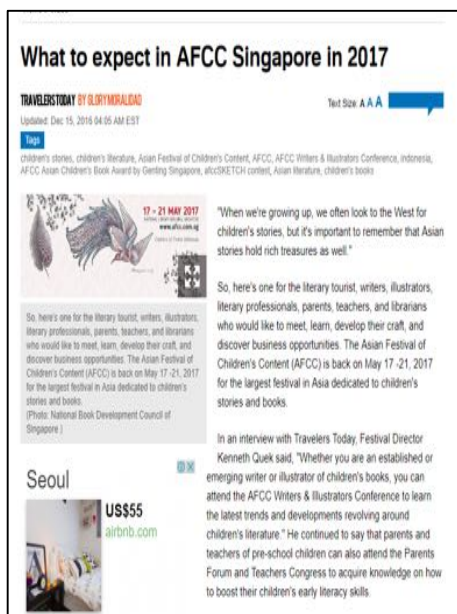 What to expect in AFCC Singapore in 2017
TRAVELERSTODAY BY GLORY MORALIDAD
Text Size A A A
Updated: Dec 15, 2016 04:05 AM EST
Tags
children's stories, children's literature, Asian Festival of Children's Content, AFCC, AFCC Writers & Illustrators Conference, indonesia,
AFCC Asian Children's Book Award by Genting Singapore, afccSKETCH content, Asian literature, children's books
17 - 21 MAY 2017
www.afcc.com.sg
So, here's one for the literary tourist, writers, illustrators,
literary professionals, parents, teachers, and librarians
who would like to meet, learn, develop their craft, and
discover business opportunities. The Asian Festival of
Children's Content (AFCC) is back on May 17 -21, 2017
for the largest festival in Asia dedicated to children's
stories and books.
(Photo: National Book Development Council of
Singapore )
Seoul
US$55
airbnb.com
"When we're growing up, we often look to the West for
children's stories, but it's important to remember that Asian
stories hold rich treasures as well."
So, here's one for the literary tourist, writers, illustrators,
literary professionals, parents, teachers, and librarians
who would like to meet, learn, develop their craft, and
discover business opportunities. The Asian Festival of
Children's Content (AFCC) is back on May 17 -21, 2017
for the largest festival in Asia dedicated to children's
stories and books.
In an interview with Travelers Today, Festival Director
Kenneth Quek said, "Whether you are an established or
emerging writer or illustrator of children's books, you can
attend the AFCC Writers & Illustrators Conference to learn
the latest trends and developments revolving around
children's literature." He continued to say that parents and
teachers of pre-school children can also attend the Parents
Forum and Teachers Congress to acquire knowledge on how
to boost their children's early literacy skills.